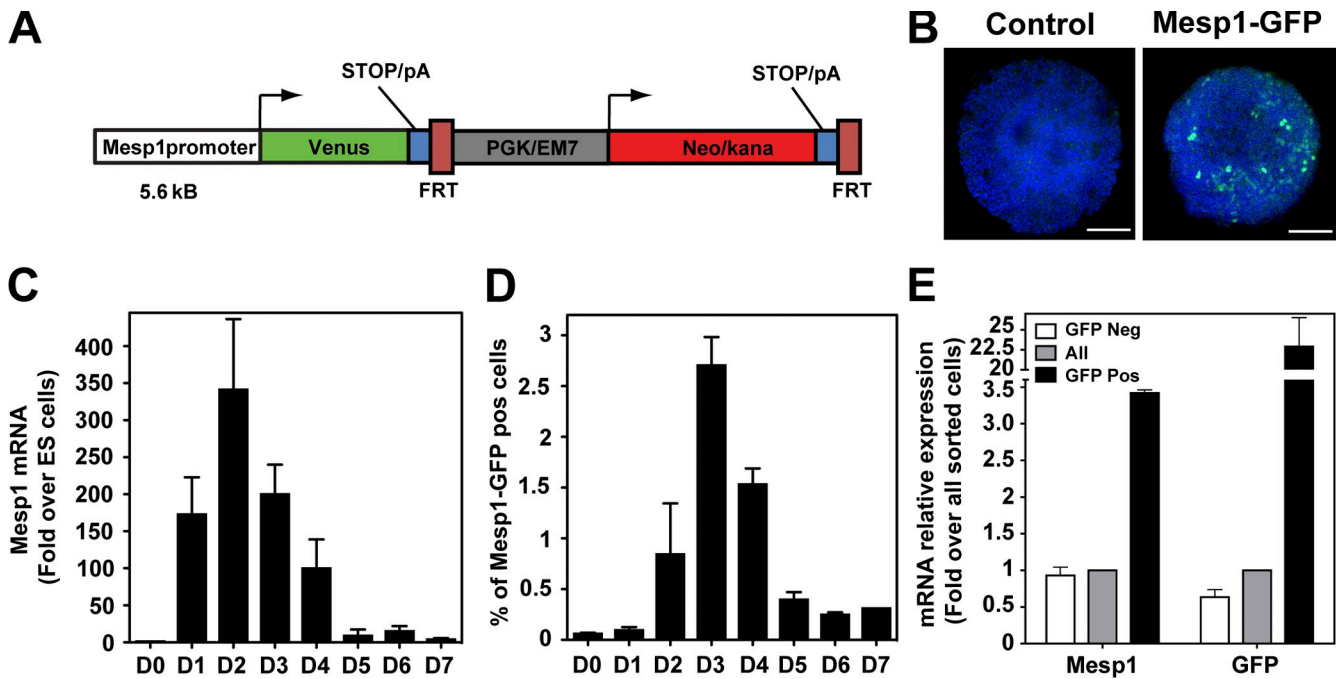 A
STOP/pA
STOP/pA
Mesp1promoter
Venus
PGK/EM7
Neo/kana
5.6 kB
FRT
FRT
B
Control
Mesp1-GFP
C
Mesp1 mRNA
(Fold over ES cells)
400
350
300
250
200
150
100
50
0
D0 D1 D2 D3 D4 D5 D6 D7
D
% of Mesp1-GFP pos cells
3
2.5
2
1.5
1
0.5
0
D0 D1 D2 D3 D4 D5 D6 D7
E
mRNA relative expression
(Fold over all sorted cells)
25
22.5
20
3.5
3
2.5
2
1.5
1
0.5
0
GFP Neg
All
GFP Pos
Mesp1
GFP